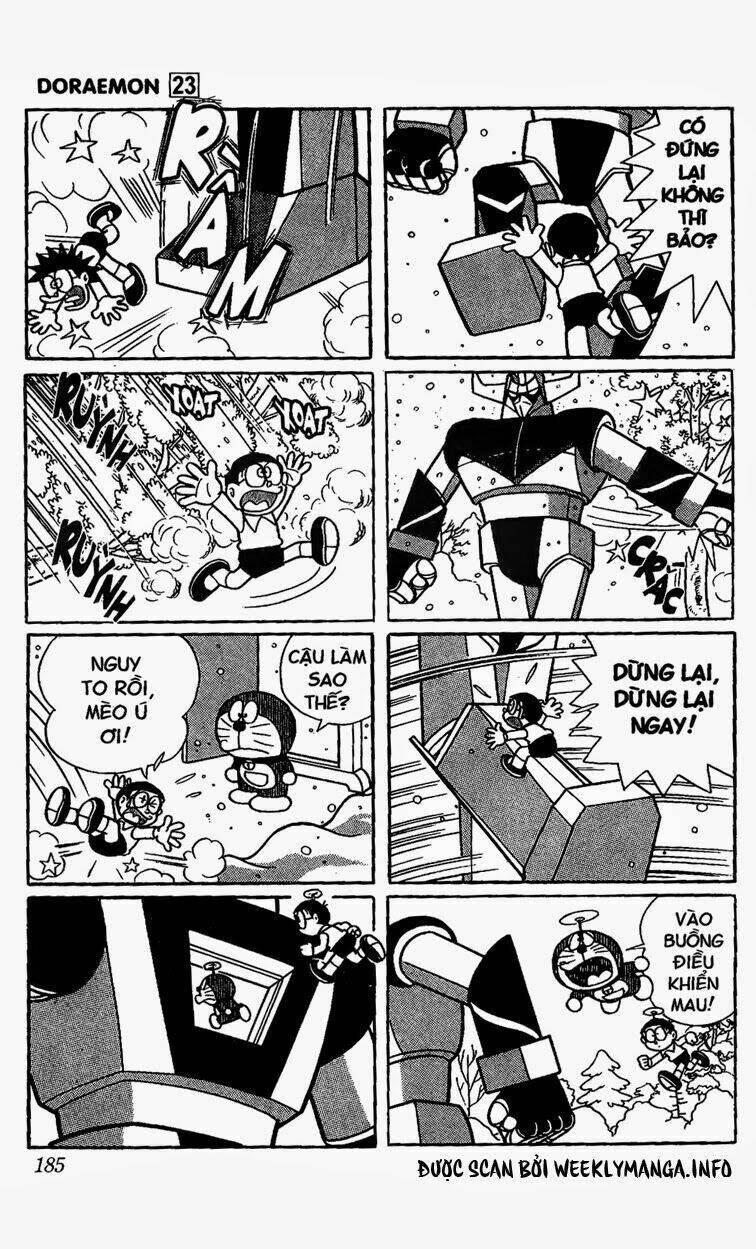 DORAEMON 23
CÓ
ĐỨNG
LẠI
KHÔNG
THÌ
BẢO?
RẦM
CRẮC
XOẠT
XOẠT
RUỲNH
RUỲNH
DỪNG LẠI,
DỪNG LẠI
NGAY!
CẬU LÀM
SAO
THẾ?
NGUY
TO RỒI,
MÈO Ú
ƠI!
VÀO
BUỒNG
ĐIỀU
KHIỂN
MAU!
185
ĐƯỢC SCAN BỞI WEEKLYMANGA.INFO